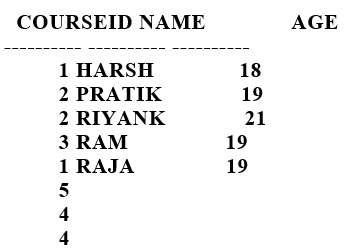 COURSEID NAME AGE
---------- ---------- ----------
1 HARSH 18
2 PRATIK 19
2 RIYANK 21
3 RAM 19
1 RAJA 19
5
4
4